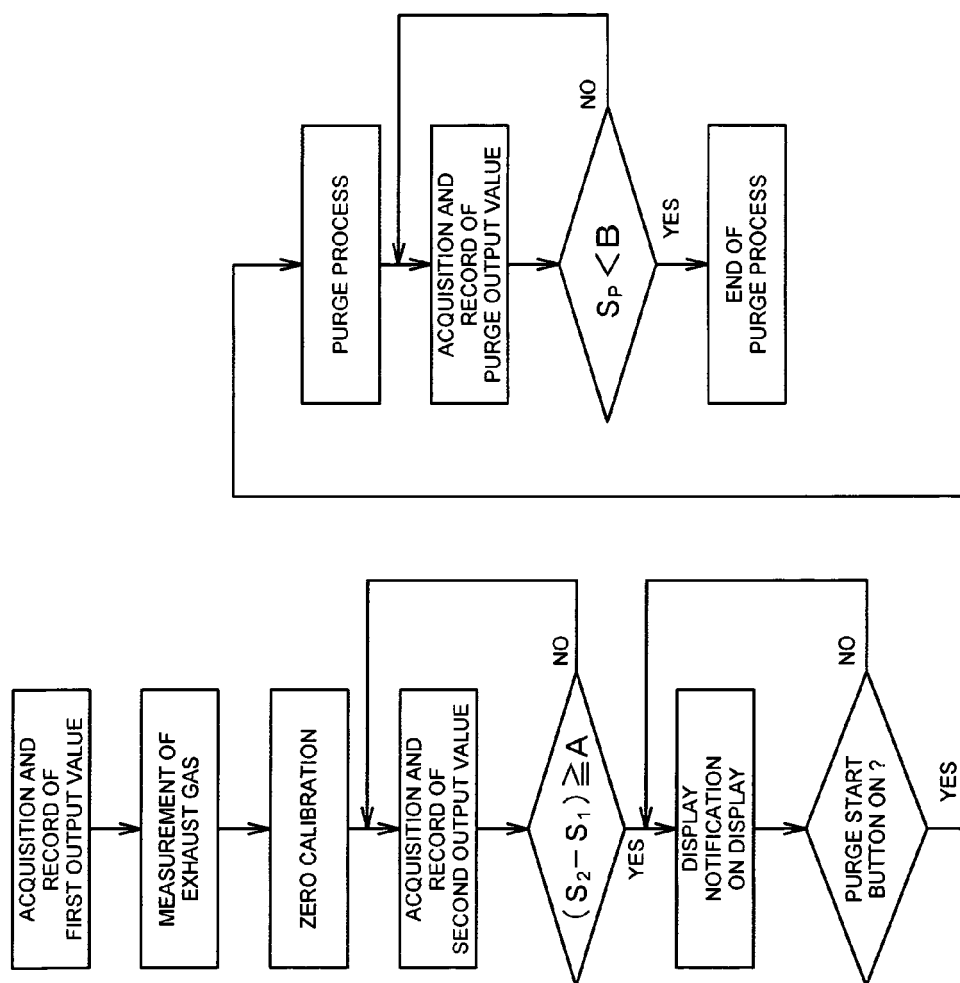 ACQUISITION AND
RECORD OF
FIRST OUTPUT VALUE
MEASUREMENT OF
EXHAUST GAS
ZERO CALIBRATION
ACQUISITION AND
RECORD OF
SECOND OUTPUT VALUE
(S₂−S₁)≧A
NO
YES
DISPLAY
NOTIFICATION
ON DISPLAY
PURGE START
BUTTON ON ?
NO
YES
PURGE PROCESS
ACQUISITION AND
RECORD OF
PURGE OUTPUT VALUE
Sₚ<B
NO
YES
END OF
PURGE PROCESS